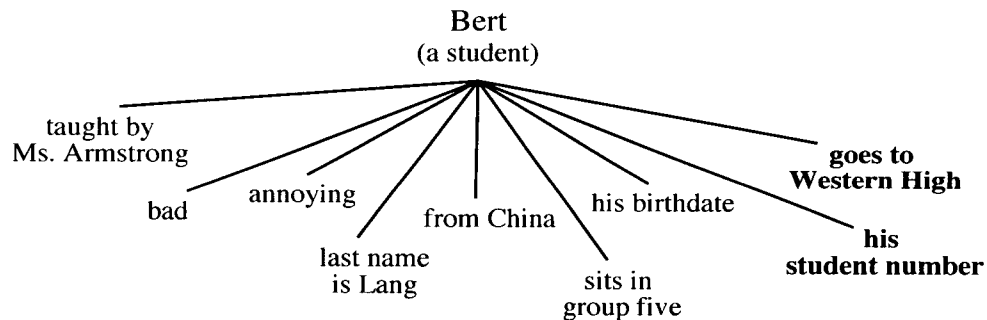 Bert
(a student)
taught by
Ms. Armstrong
bad
annoying
last name
is Lang
from China
sits in
group five
his birthdate
goes to
Western High
his
student number